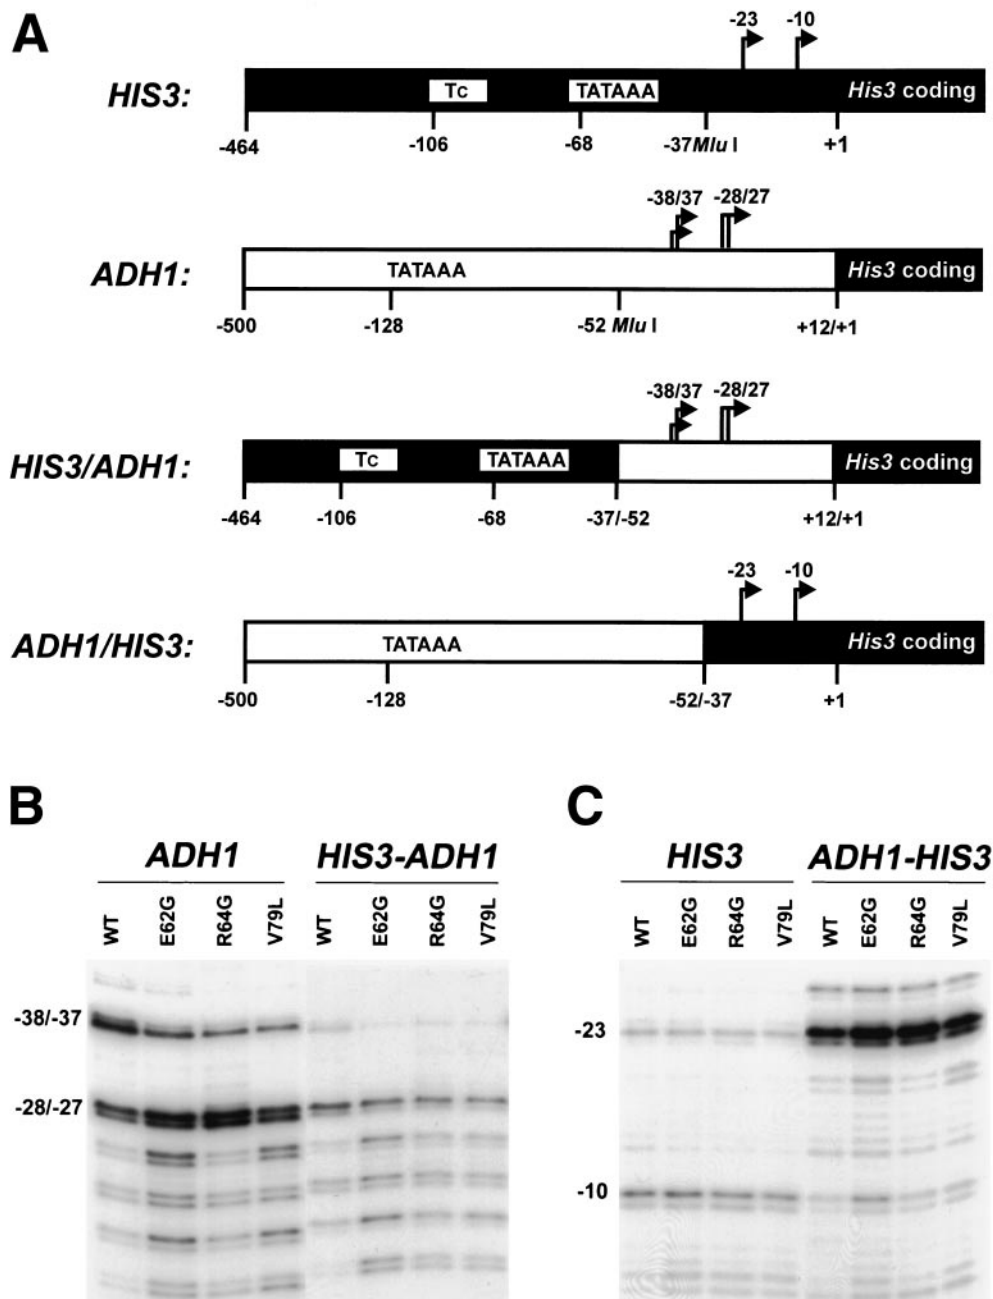 A
-23 -10
HIS3: Tc TATAAA His3 coding
-464 -106 -68 -37MluI +1
-38/37 -28/27
ADH1: TATAAA His3 coding
-500 -128 -52 MluI +12/+1
-38/37 -28/27
HIS3/ADH1: Tc TATAAA His3 coding
-464 -106 -68 -37/-52 +12/+1
-23 -10
ADH1/HIS3: TATAAA His3 coding
-500 -128 -52/-37 +1
B
ADH1 HIS3-ADH1
WT E62G R64G V79L WT E62G R64G V79L
-38/-37
-28/-27
C
HIS3 ADH1-HIS3
WT E62G R64G V79L WT E62G R64G V79L
-23
-10